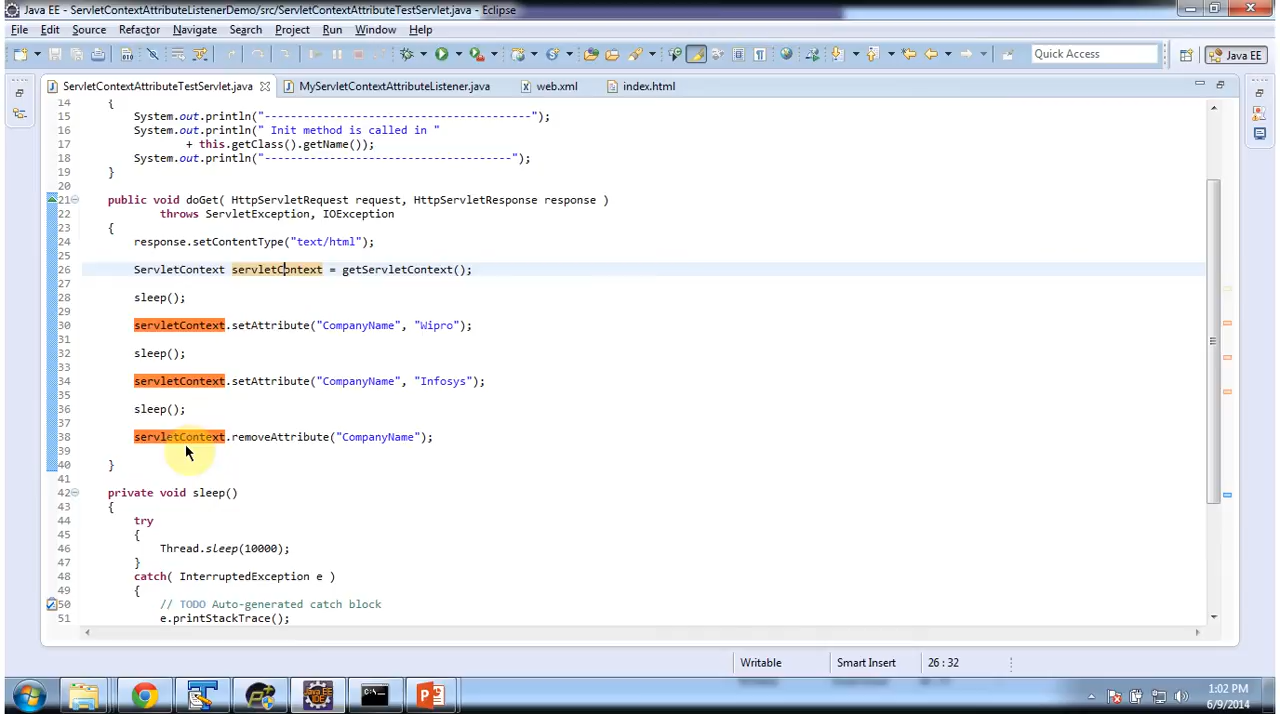 Java EE - ServletContextAttributeListenerDemo/src/ServletContextAttributeTestServlet.java - Eclipse
File Edit Source Refactor Navigate Search Project Run Window Help
Quick Access
Java EE
ServletContextAttributeTestServlet.java
MyServletContextAttributeListener.java
web.xml
index.html
14 {
15 System.out.println("-----------------------------------------");
16 System.out.println(" Init method is called in "
17 + this.getClass().getName());
18 System.out.println("--------------------------------------");
19 }
20
21 public void doGet( HttpServletRequest request, HttpServletResponse response )
22 throws ServletException, IOException
23 {
24 response.setContentType("text/html");
25
26 ServletContext servletContext = getServletContext();
27
28 sleep();
29
30 servletContext.setAttribute("CompanyName", "Wipro");
31
32 sleep();
33
34 servletContext.setAttribute("CompanyName", "Infosys");
35
36 sleep();
37
38 servletContext.removeAttribute("CompanyName");
39
40 }
41
42 private void sleep()
43 {
44 try
45 {
46 Thread.sleep(10000);
47 }
48 catch( InterruptedException e )
49 {
50 // TODO Auto-generated catch block
51 e.printStackTrace();
Writable Smart Insert 26 : 32
Java EE
IDE
1:02 PM
6/9/2014